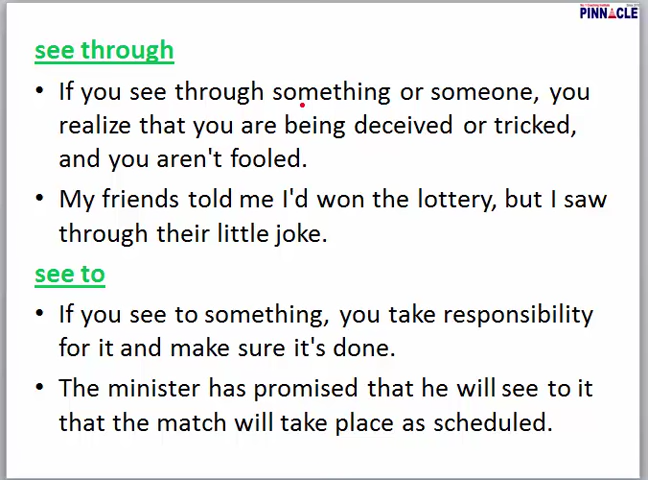 PINNACLE
see through
• If you see through something or someone, you
realize that you are being deceived or tricked,
and you aren't fooled.
• My friends told me I'd won the lottery, but I saw
through their little joke.
see to
• If you see to something, you take responsibility
for it and make sure it's done.
• The minister has promised that he will see to it
that the match will take place as scheduled.